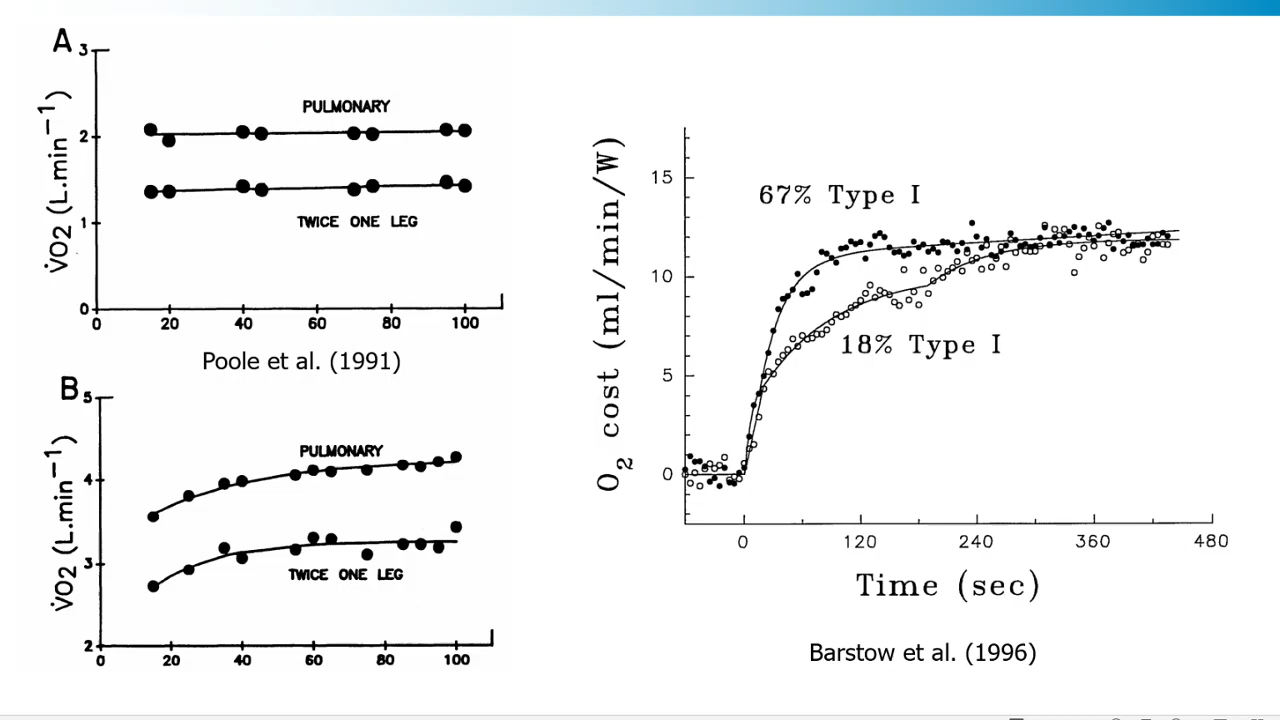 A
3
2
1
0
V̇O2 (L.min⁻¹)
PULMONARY
TWICE ONE LEG
0 20 40 60 80 100
Poole et al. (1991)
B
5
4
3
2
V̇O2 (L.min⁻¹)
PULMONARY
TWICE ONE LEG
0 20 40 60 80 100
O₂ cost (ml/min/W)
15
10
5
0
67% Type I
18% Type I
0 120 240 360 480
Time (sec)
Barstow et al. (1996)